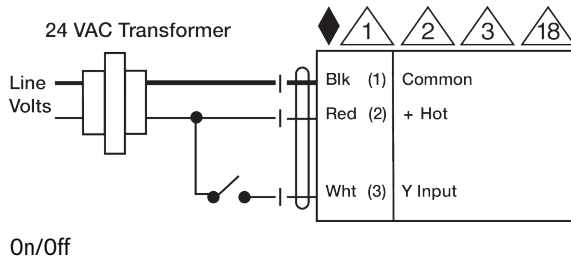 24 VAC Transformer
1 2 3 18
Line
Volts
Blk (1) Common
Red (2) + Hot
Wht (3) Y Input
On/Off